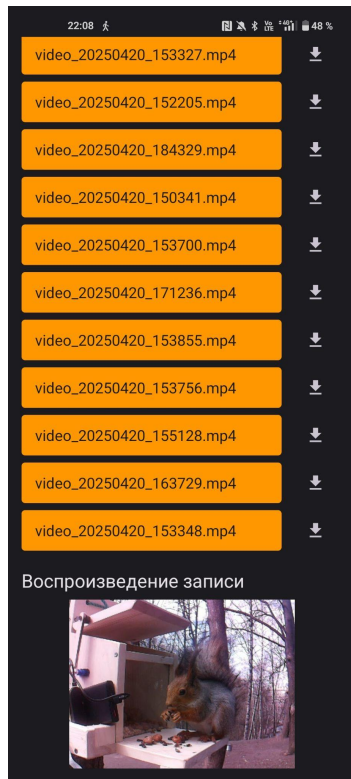 22:08 48 %
video_20250420_153327.mp4
video_20250420_152205.mp4
video_20250420_184329.mp4
video_20250420_150341.mp4
video_20250420_153700.mp4
video_20250420_171236.mp4
video_20250420_153855.mp4
video_20250420_153756.mp4
video_20250420_155128.mp4
video_20250420_163729.mp4
video_20250420_153348.mp4
Воспроизведение записи